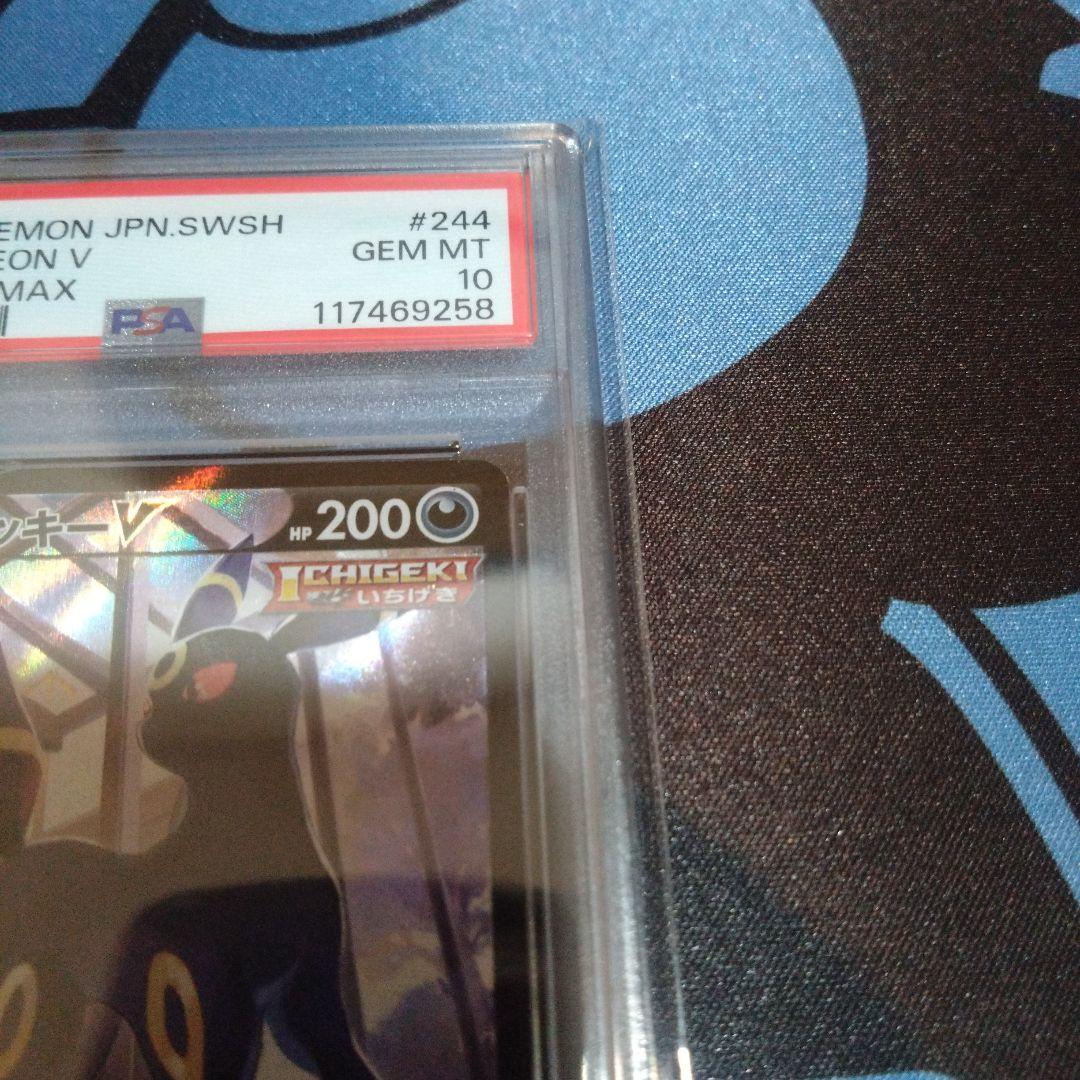 EMON JPN.SWSH #244
EON V GEM MT
MAX 10
PSA 117469258
ッキーV HP 200
ICHIGEKI
いちげき